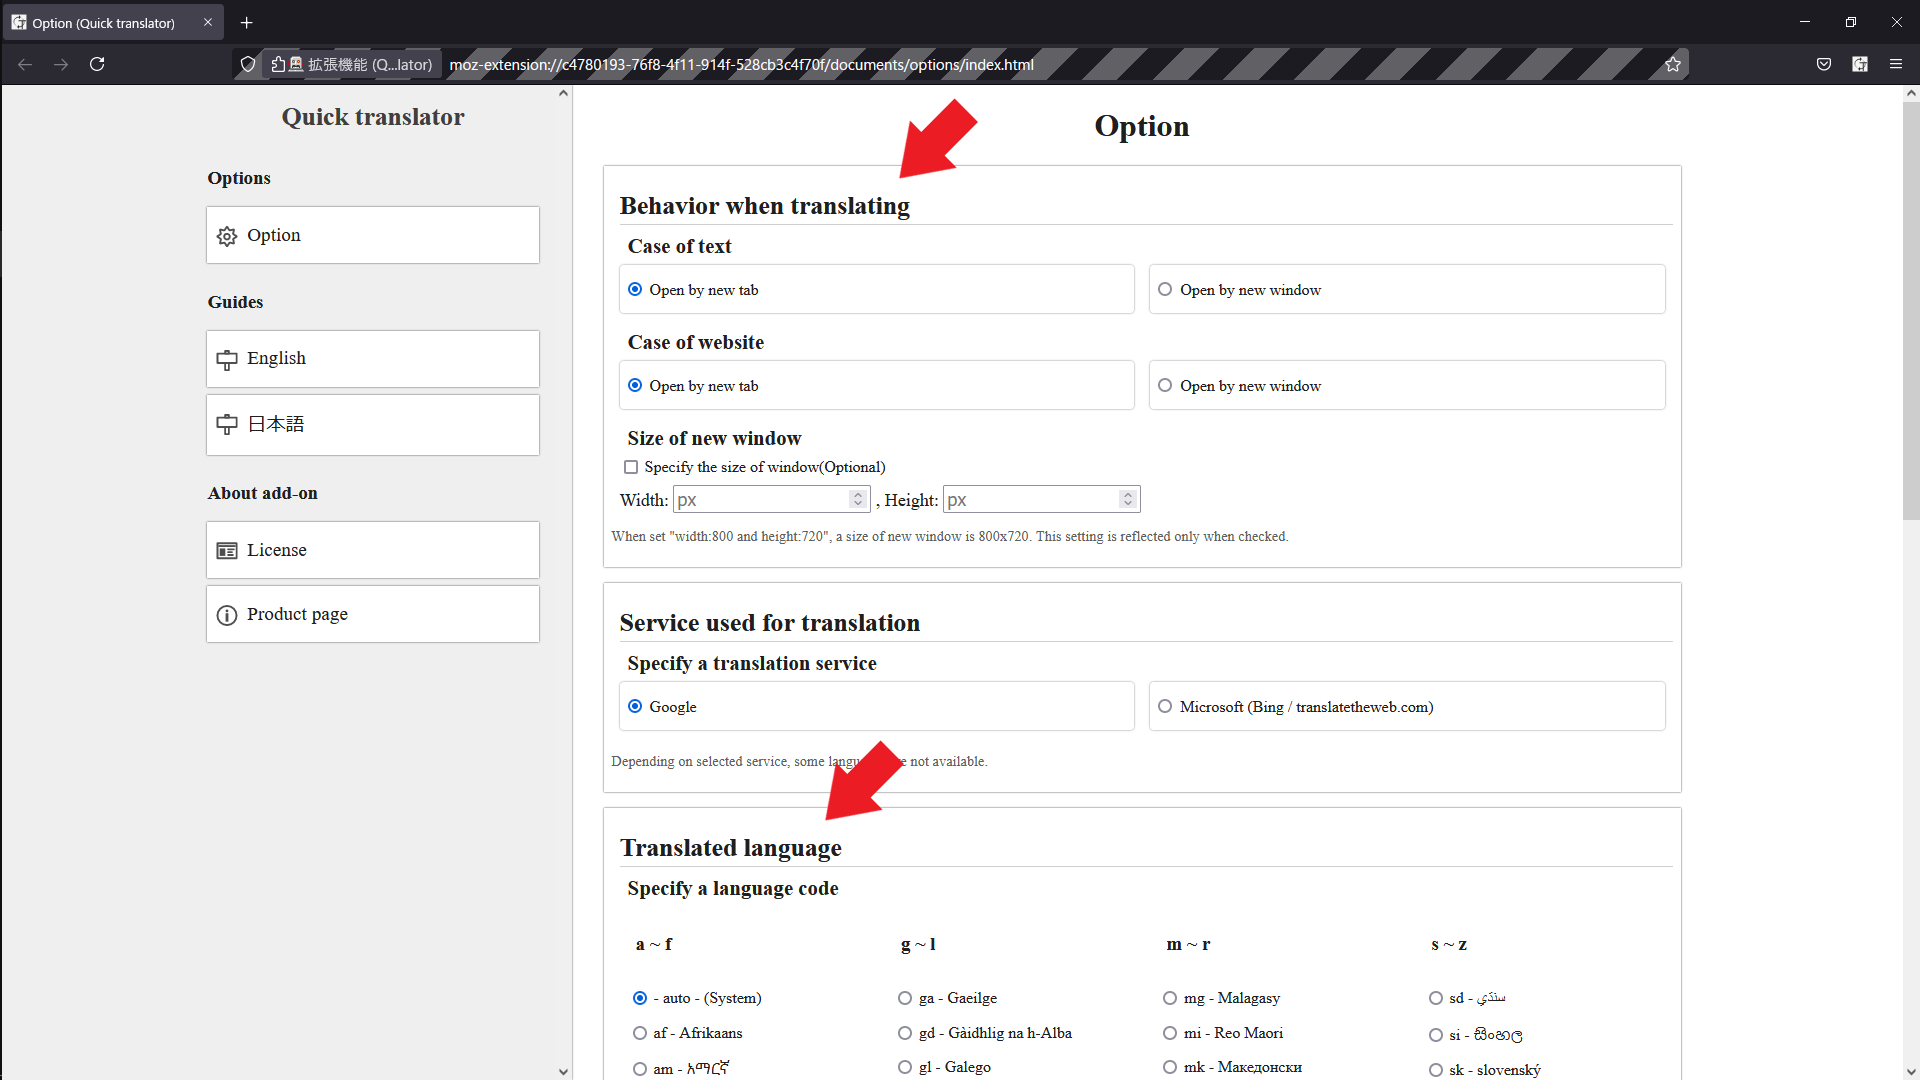 Option (Quick translator)
拡張機能 (Q...lator)
moz-extension://c4780193-76f8-4f11-914f-528cb3c4f70f/documents/options/index.html
Quick translator
Options
Option
Guides
English
日本語
About add-on
License
Product page
Option
Behavior when translating
Case of text
Open by new tab
Open by new window
Case of website
Open by new tab
Open by new window
Size of new window
Specify the size of window(Optional)
Width: px , Height: px
When set "width:800 and height:720", a size of new window is 800x720. This setting is reflected only when checked.
Service used for translation
Specify a translation service
Google
Microsoft (Bing / translatetheweb.com)
Depending on selected service, some not available.
Translated language
Specify a language code
a ~ f
g ~ l
m ~ r
s ~ z
- auto - (System)
ga - Gaeilge
mg - Malagasy
sd - سنڌي
af - Afrikaans
gd - Gàidhlig na h-Alba
mi - Reo Maori
si - සිංහල
am - አማርኛ
gl - Galego
mk - Македонски
sk - slovenský